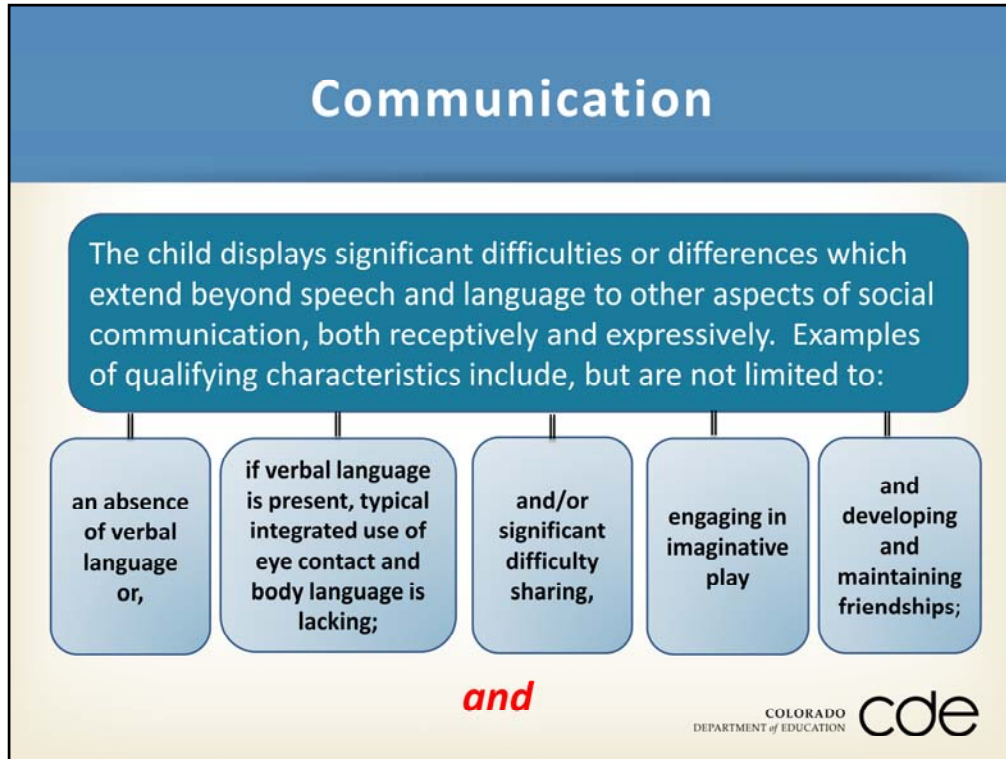 Communication
The child displays significant difficulties or differences which
extend beyond speech and language to other aspects of social
communication, both receptively and expressively.  Examples
of qualifying characteristics include, but are not limited to:
an absence
of verbal
language
or,
if verbal language
is present, typical
integrated use of
eye contact and
body language is
lacking;
and/or
significant
difficulty
sharing,
engaging in
imaginative
play
and
developing
and
maintaining
friendships;
and
COLORADO
DEPARTMENT of EDUCATION
cde